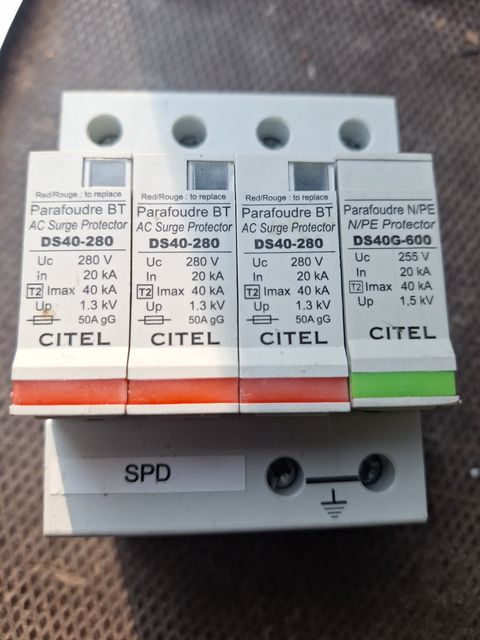 Red/Rouge : to replace
Parafoudre BT
AC Surge Protector
DS40-280
Uc 280 V
In 20 kA
T2 Imax 40 kA
Up 1.3 kV
50A gG
CITEL
Red/Rouge : to replace
Parafoudre BT
AC Surge Protector
DS40-280
Uc 280 V
In 20 kA
T2 Imax 40 kA
Up 1.3 kV
50A gG
CITEL
Red/Rouge : to replace
Parafoudre BT
AC Surge Protector
DS40-280
Uc 280 V
In 20 kA
T2 Imax 40 kA
Up 1.3 kV
50A gG
CITEL
Parafoudre N/PE
N/PE Protector
DS40G-600
Uc 255 V
In 20 kA
T2 Imax 40 kA
Up 1,5 kV
CITEL
SPD